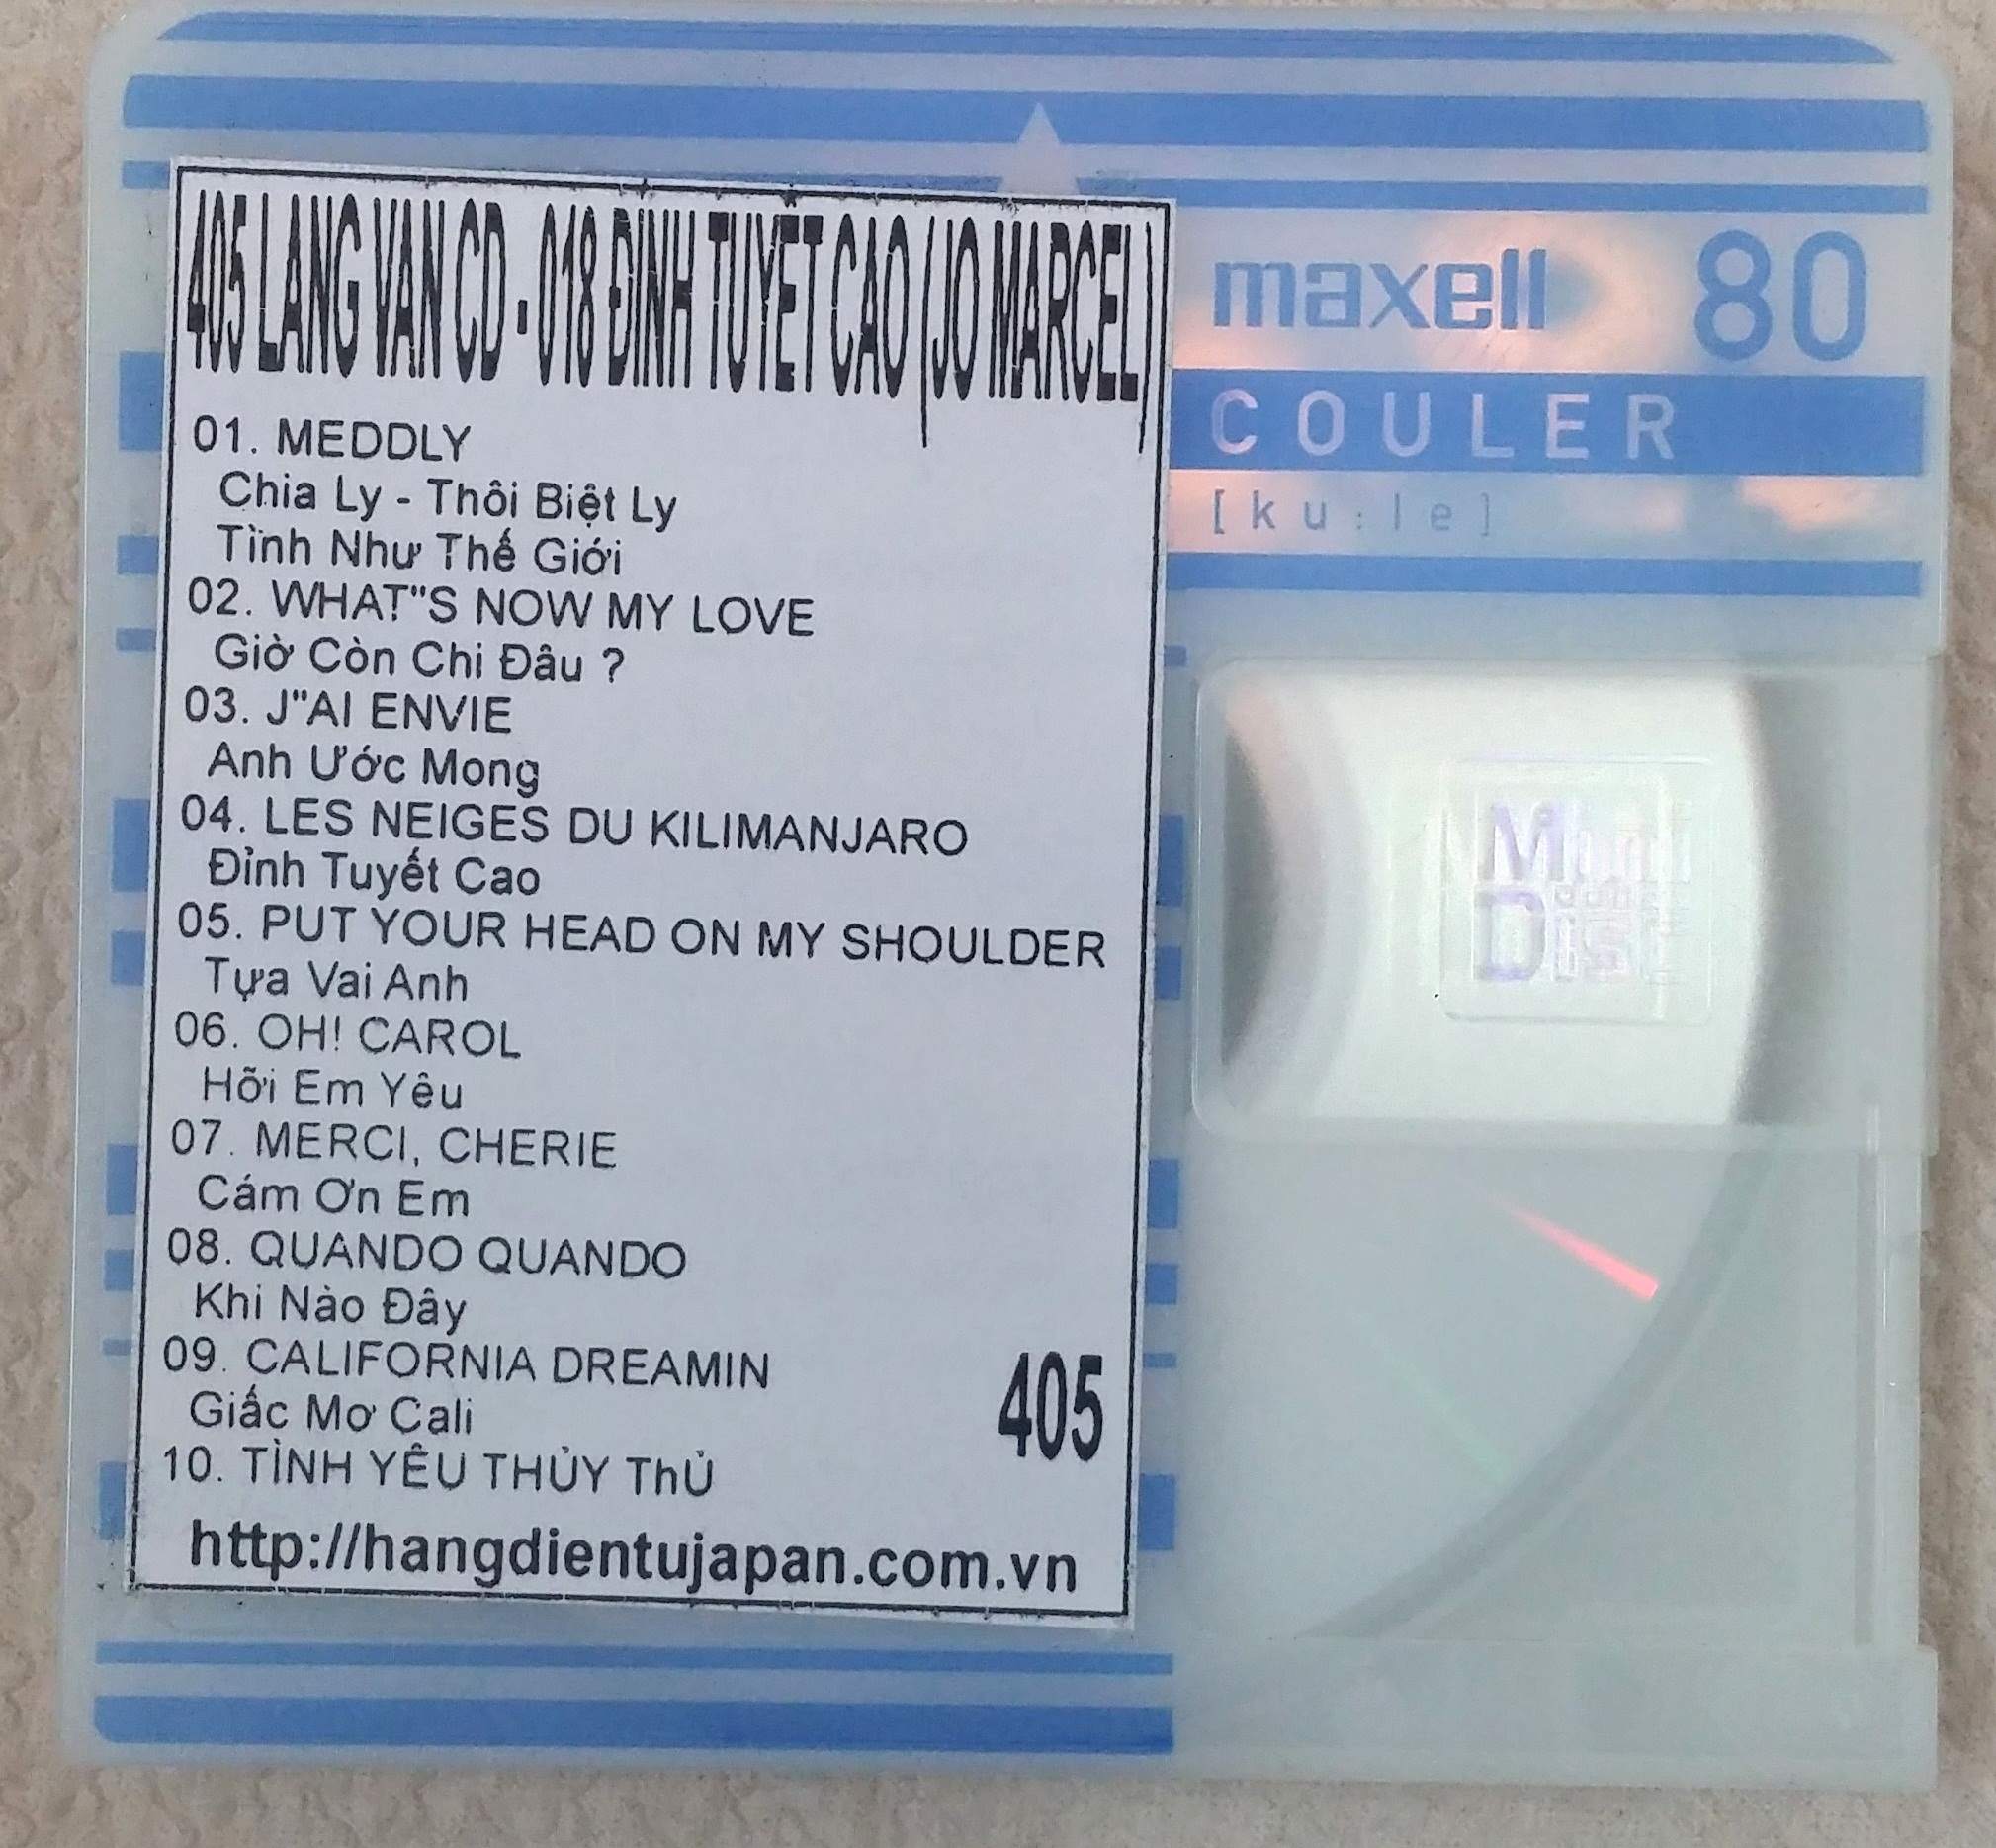 405 LANG VAN CD - 018 ĐỈNH TUYẾT CAO (JO MARCEL)
01. MEDDLY
Chia Ly - Thôi Biệt Ly
Tình Như Thế Giới
02. WHAT"S NOW MY LOVE
Giờ Còn Chi Đâu ?
03. J"AI ENVIE
Anh Ước Mong
04. LES NEIGES DU KILIMANJARO
Đỉnh Tuyết Cao
05. PUT YOUR HEAD ON MY SHOULDER
Tựa Vai Anh
06. OH! CAROL
Hỡi Em Yêu
07. MERCI, CHERIE
Cám Ơn Em
08. QUANDO QUANDO
Khi Nào Đây
09. CALIFORNIA DREAMIN
Giấc Mơ Cali
10. TÌNH YÊU THỦY ThỦ
405
http://hangdientujapan.com.vn
maxell 80
COULER
[ku:le]
Mini
Disc